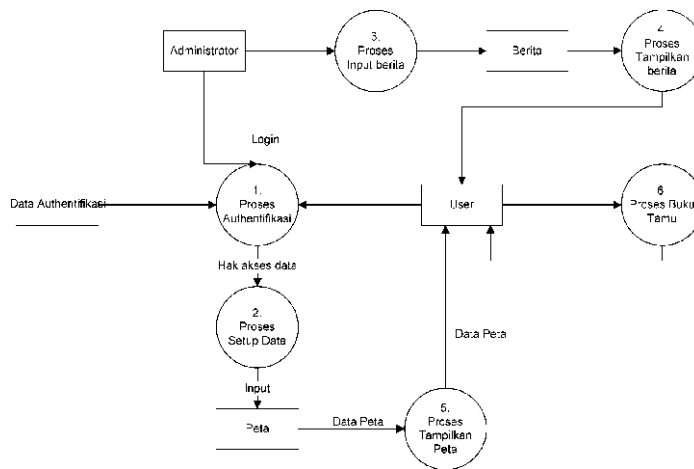 Administrator
3.
Proses
Input berita
Berita
4.
Proses
Tampilkan
berita
Login
Data Authentifikasi
1.
Proses
Authentifikasi
User
6
Proses Buku
Tamu
Hak akses data
2.
Proses
Setup Data
Data Peta
Input
Peta
Data Peta
5.
Proses
Tampilkan
Peta